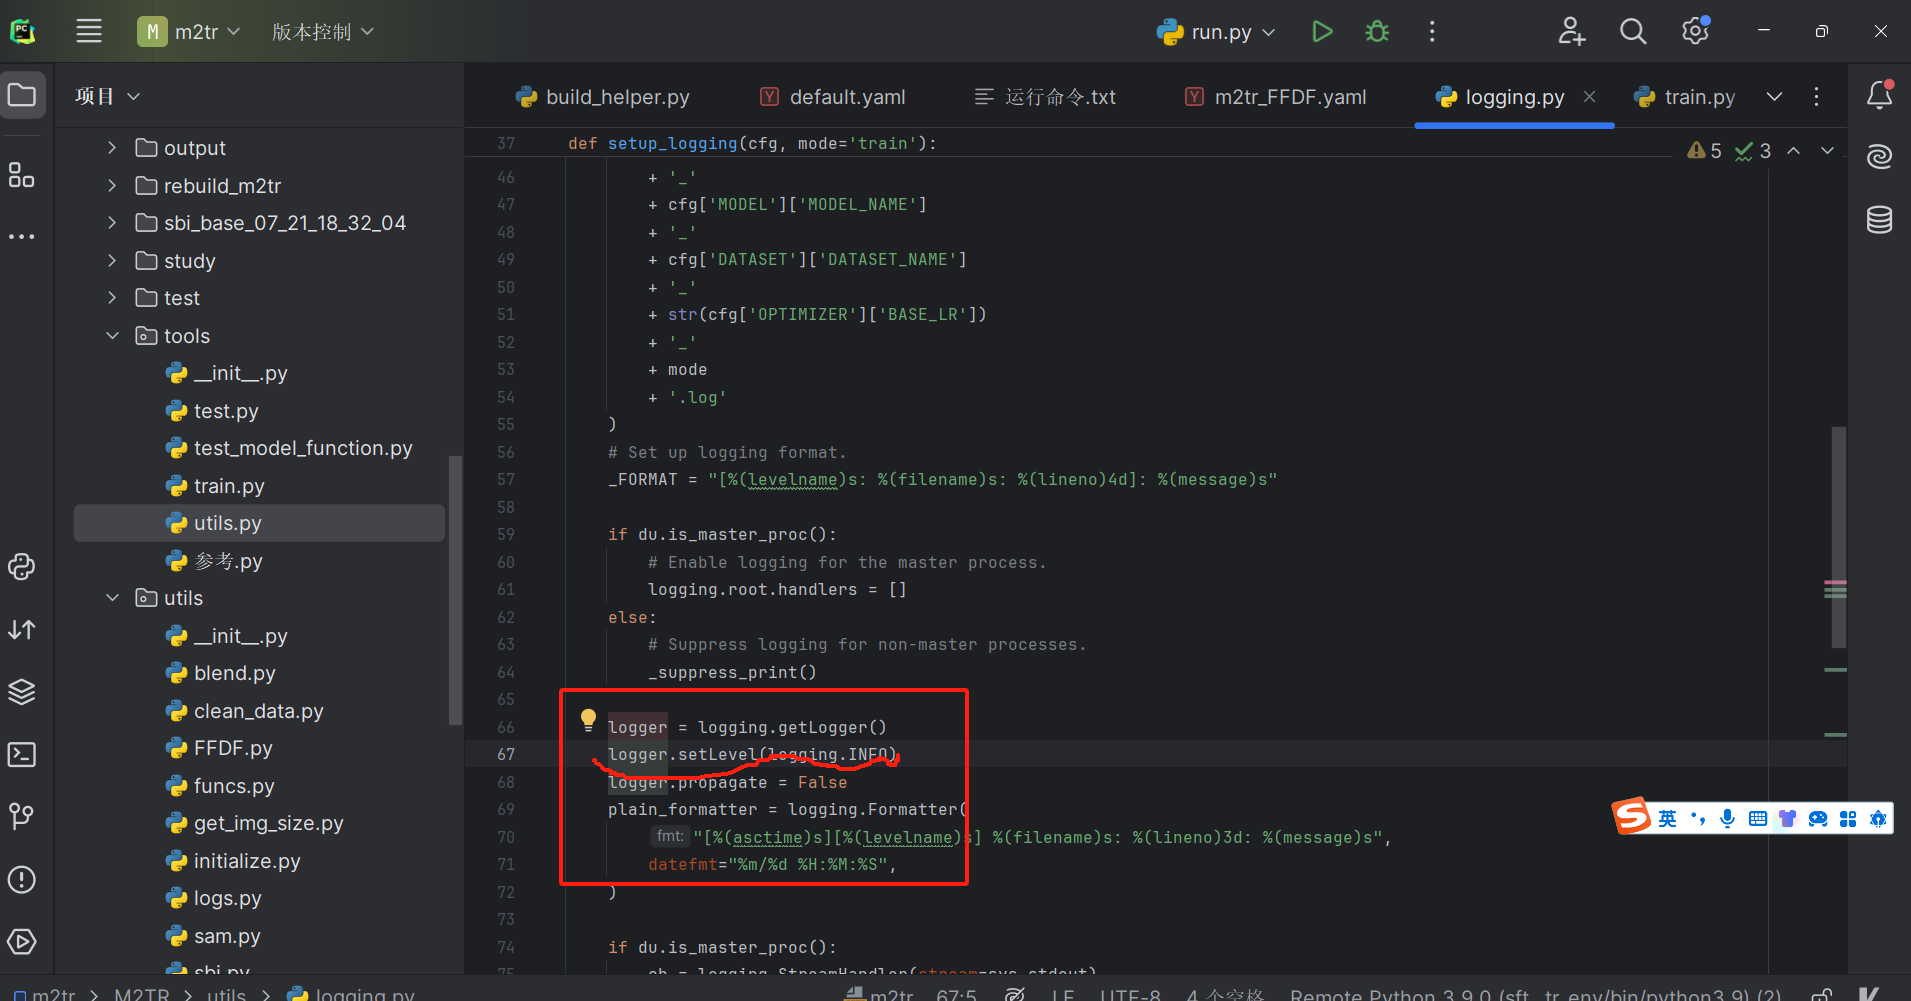 PC M m2tr 版本控制 run.py
项目
build_helper.py default.yaml 运行命令.txt m2tr_FFDF.yaml logging.py train.py
output
rebuild_m2tr
sbi_base_07_21_18_32_04
study
test
tools
__init__.py
test.py
test_model_function.py
train.py
utils.py
参考.py
utils
__init__.py
blend.py
clean_data.py
FFDF.py
funcs.py
get_img_size.py
initialize.py
logs.py
sam.py
sbi.py
37 def setup_logging(cfg, mode='train'):
5 3
46 + '_'
47 + cfg['MODEL']['MODEL_NAME']
48 + '_'
49 + cfg['DATASET']['DATASET_NAME']
50 + '_'
51 + str(cfg['OPTIMIZER']['BASE_LR'])
52 + '_'
53 + mode
54 + '.log'
55 )
56 # Set up logging format.
57 _FORMAT = "[%(levelname)s: %(filename)s: %(lineno)4d]: %(message)s"
58
59 if du.is_master_proc():
60 # Enable logging for the master process.
61 logging.root.handlers = []
62 else:
63 # Suppress logging for non-master processes.
64 _suppress_print()
65
66 logger = logging.getLogger()
67 logger.setLevel(logging.INFO)
68 logger.propagate = False
69 plain_formatter = logging.Formatter(
70 fmt: "[%(asctime)s][%(levelname)s] %(filename)s: %(lineno)3d: %(message)s",
71 datefmt="%m/%d %H:%M:%S",
72 )
73
74 if du.is_master_proc():
75 ch = logging.StreamHandler(stream=sys.stdout)
S 英
m2tr > M2TR > utils > logging.py m2tr 67:5 LF UTF-8 4 个空格 Remote Python 3.9.0 (sft_tr_env/bin/python3.9) (2)